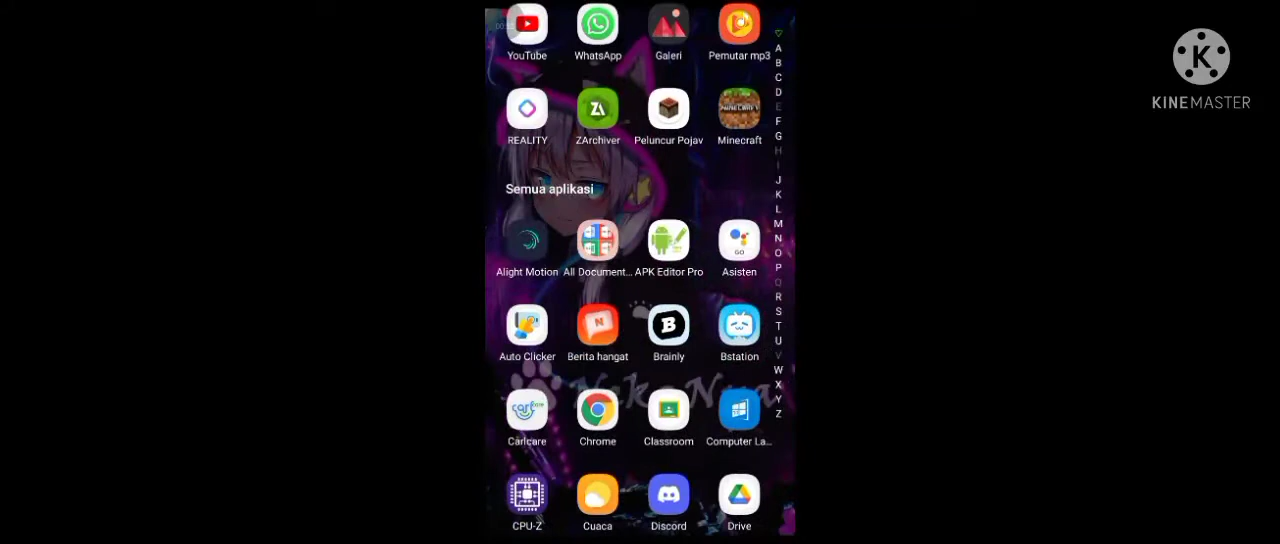 YouTube
WhatsApp
Galeri
Pemutar mp3
REALITY
ZArchiver
Peluncur Pojav
Minecraft
Semua aplikasi
Alight Motion
All Document...
APK Editor Pro
Asisten
GO
Auto Clicker
Berita hangat
Brainly
Bstation
Carlcare
Chrome
Classroom
Computer La...
CPU-Z
Cuaca
Discord
Drive
A
B
C
D
E
F
G
H
I
J
K
L
M
N
O
P
Q
R
S
T
U
V
W
X
Y
Z
K
KINEMASTER